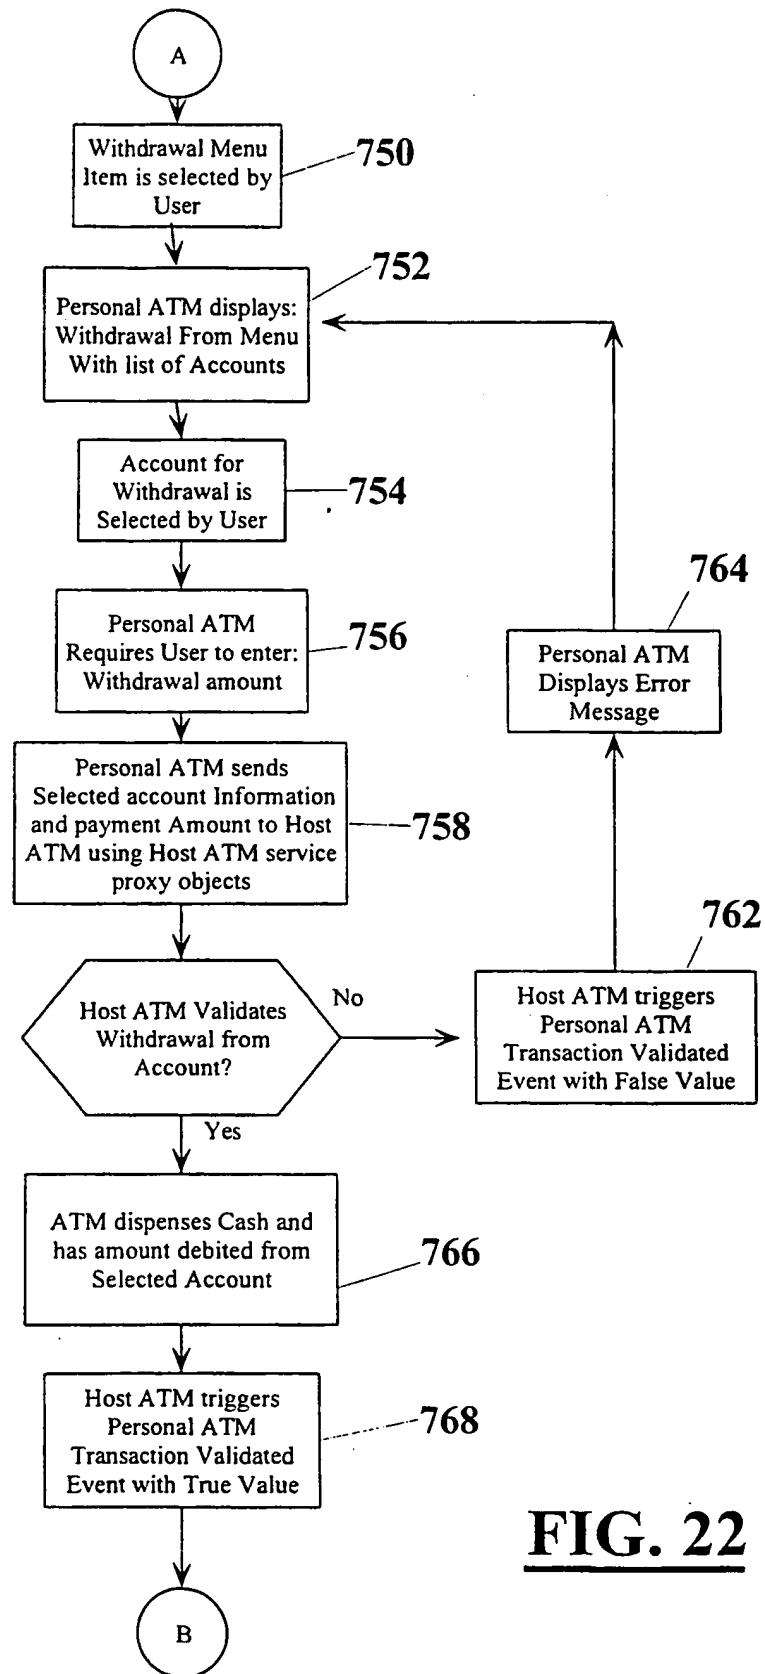 A
Withdrawal Menu
Item is selected by
User
750
Personal ATM displays:
Withdrawal From Menu
With list of Accounts
752
Account for
Withdrawal is
Selected by User
754
Personal ATM
Requires User to enter:
Withdrawal amount
756
Personal ATM sends
Selected account Information
and payment Amount to Host
ATM using Host ATM service
proxy objects
758
Host ATM Validates
Withdrawal from
Account?
No
Yes
Host ATM triggers
Personal ATM
Transaction Validated
Event with False Value
762
Personal ATM
Displays Error
Message
764
ATM dispenses Cash and
has amount debited from
Selected Account
766
Host ATM triggers
Personal ATM
Transaction Validated
Event with True Value
768
B
FIG. 22